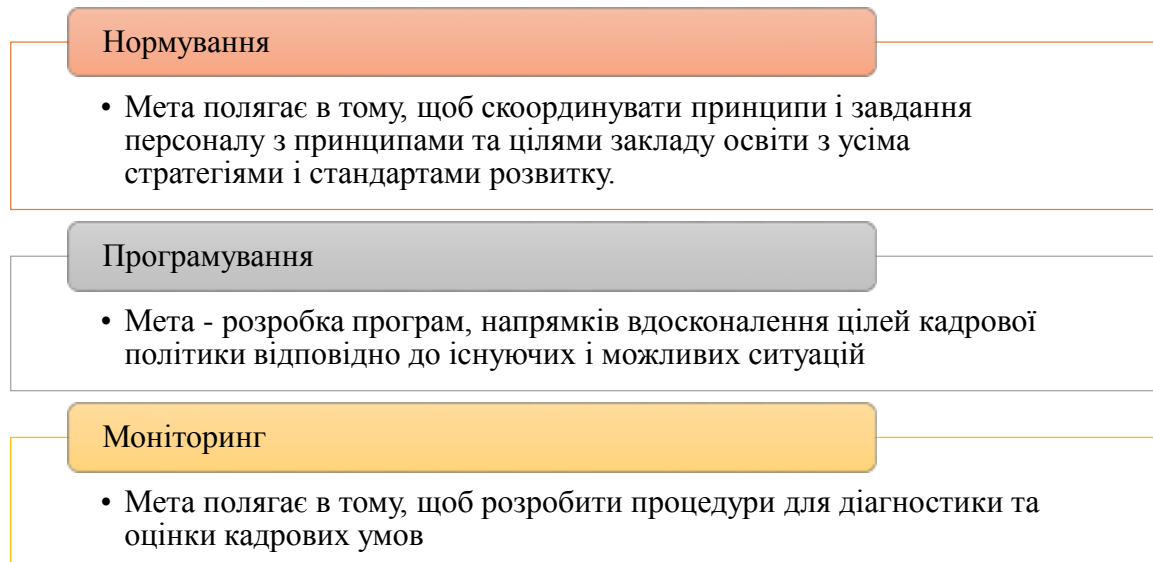 Нормування
• Мета полягає в тому, щоб скоординувати принципи і завдання
персоналу з принципами та цілями закладу освіти з усіма
стратегіями і стандартами розвитку.
Програмування
• Мета - розробка програм, напрямків вдосконалення цілей кадрової
політики відповідно до існуючих і можливих ситуацій
Моніторинг
• Мета полягає в тому, щоб розробити процедури для діагностики та
оцінки кадрових умов